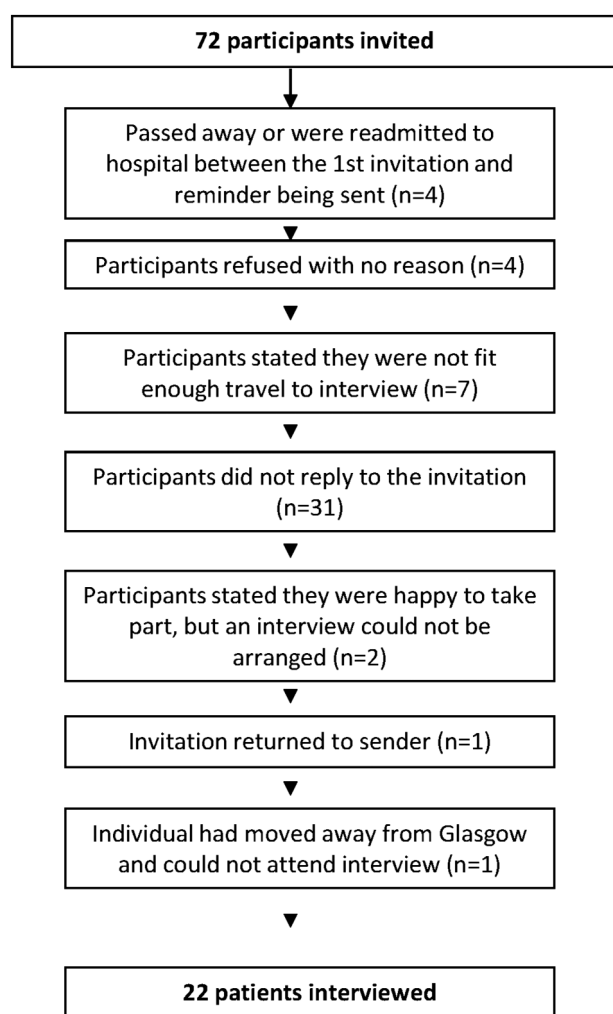 72 participants invited
Passed away or were readmitted to
hospital between the 1st invitation and
reminder being sent (n=4)
Participants refused with no reason (n=4)
Participants stated they were not fit
enough travel to interview (n=7)
Participants did not reply to the invitation
(n=31)
Participants stated they were happy to take
part, but an interview could not be
arranged (n=2)
Invitation returned to sender (n=1)
Individual had moved away from Glasgow
and could not attend interview (n=1)
22 patients interviewed